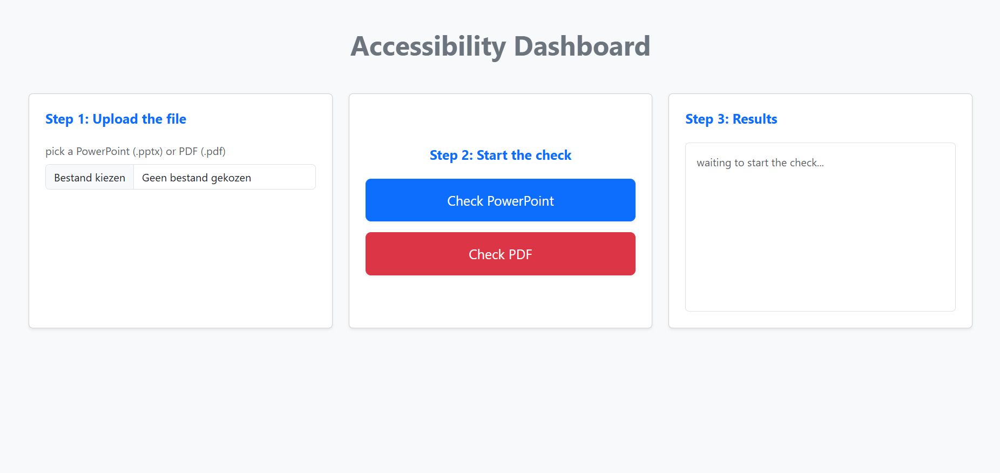 Accessibility Dashboard
Step 1: Upload the file
pick a PowerPoint (.pptx) or PDF (.pdf)
Bestand kiezen Geen bestand gekozen
Step 2: Start the check
Check PowerPoint
Check PDF
Step 3: Results
waiting to start the check...